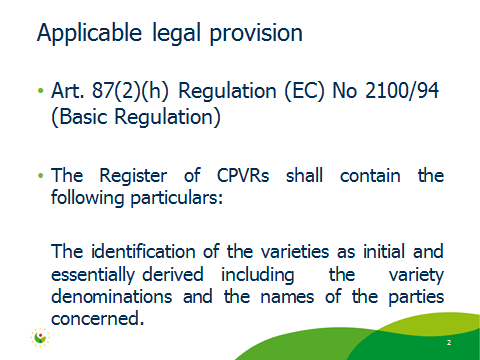 Applicable legal provision
• Art. 87(2)(h) Regulation (EC) No 2100/94
(Basic Regulation)
• The Register of CPVRs shall contain the
following particulars:
The identification of the varieties as initial and
essentially derived including the variety
denominations and the names of the parties
concerned.
2